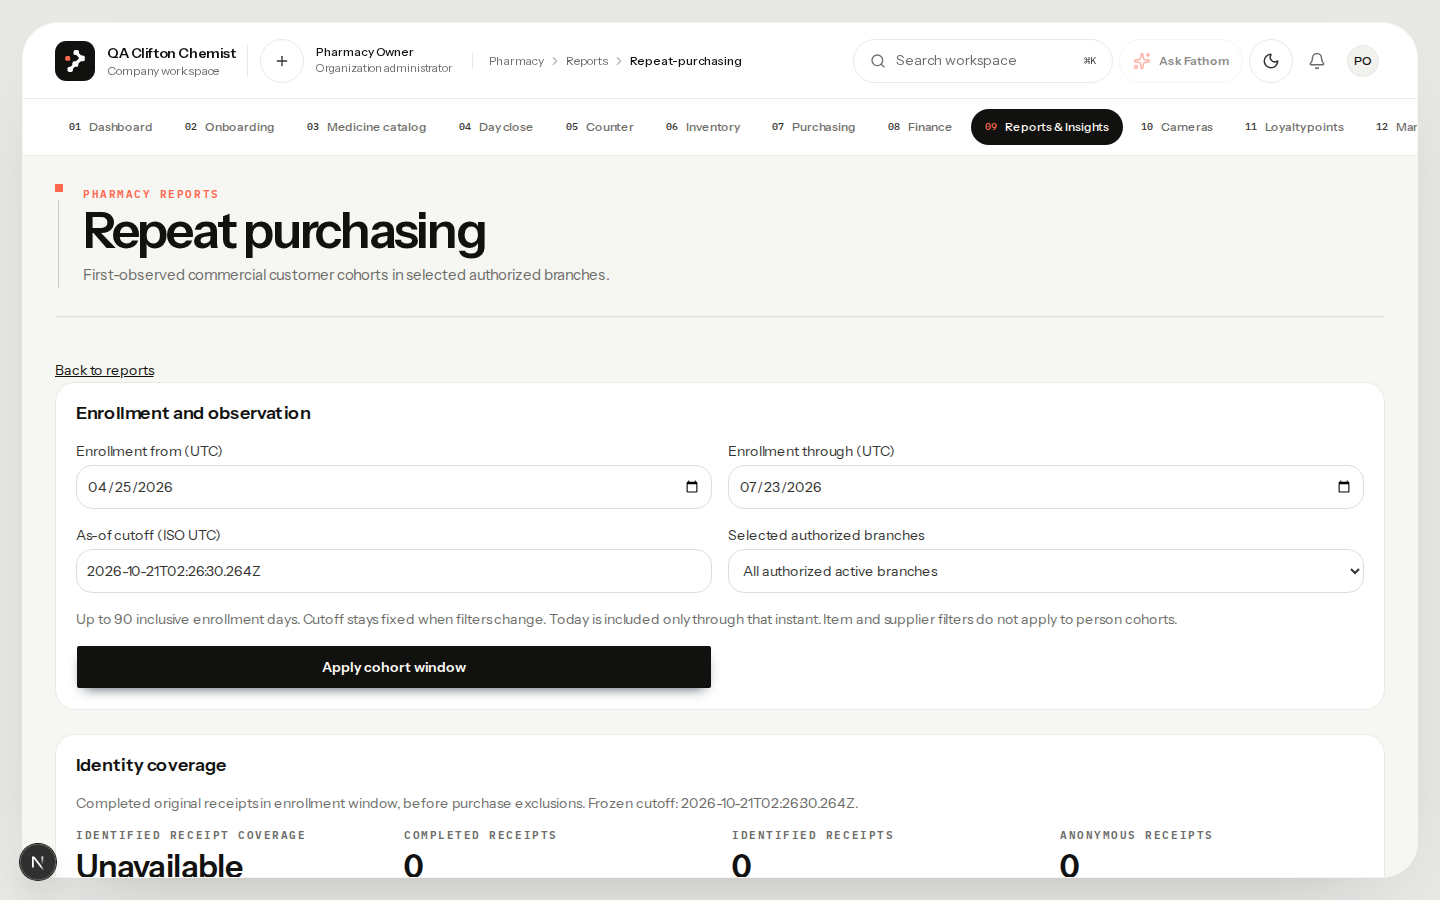 QA Clifton Chemist
Company workspace
Pharmacy Owner
Organization administrator
Pharmacy > Reports > Repeat-purchasing
Search workspace ⌘K
Ask Fathom
PO
01 Dashboard
02 Onboarding
03 Medicine catalog
04 Day close
05 Counter
06 Inventory
07 Purchasing
08 Finance
09 Reports & Insights
10 Cameras
11 Loyalty points
12 Mar
PHARMACY REPORTS
Repeat purchasing
First-observed commercial customer cohorts in selected authorized branches.
Back to reports
Enrollment and observation
Enrollment from (UTC)
04/25/2026
Enrollment through (UTC)
07/23/2026
As-of cutoff (ISO UTC)
2026-10-21T02:26:30.264Z
Selected authorized branches
All authorized active branches
Up to 90 inclusive enrollment days. Cutoff stays fixed when filters change. Today is included only through that instant. Item and supplier filters do not apply to person cohorts.
Apply cohort window
Identity coverage
Completed original receipts in enrollment window, before purchase exclusions. Frozen cutoff: 2026-10-21T02:26:30.264Z.
IDENTIFIED RECEIPT COVERAGE
Unavailable
COMPLETED RECEIPTS
0
IDENTIFIED RECEIPTS
0
ANONYMOUS RECEIPTS
0
N